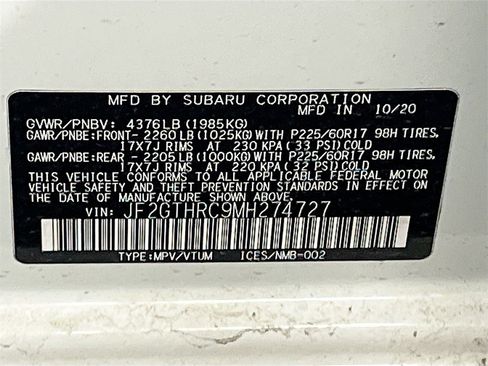 MFD BY SUBARU CORPORATION IN 10/20
GVWR/PNBV: 4376LB (1985KG)
GAWR/PNBE:FRONT- 2260LB (1025KG) WITH P225/60R17 98H TIRES,
17X7J RIMS AT 230 KPA (33 PSI) COLD
GAWR/PNBE:REAR - 2205LB (1000KG) WITH P225/60R17 98H TIRES,
17X7J RIMS AT 220 KPA (32 PSI) COLD
THIS VEHICLE CONFORMS TO ALL APPLICABLE FEDERAL MOTOR
VEHICLE SAFETY AND THEFT PREVENTION STANDARDS IN EFFECT ON
THE DATE OF MANUFACTURE SHOWN ABOVE.
VIN: JF2GTHRC9MH274727
TYPE:MPV/VTUM ICES/NMB-002